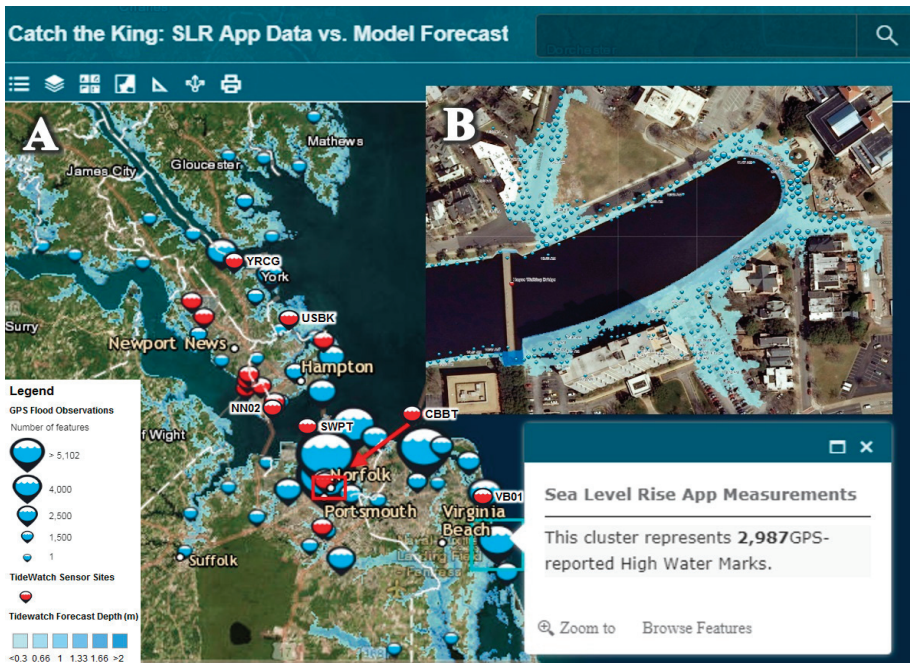 Catch the King: SLR App Data vs. Model Forecast
A
B
Mathews
Gloucester
James City
YRCG
York
USBK
Surry
Newport News
Hampton
NN02
CBBT
SWPT
f Wight
Norfolk
VB01
Portsmouth
Virginia
Beach
Suffolk
Legend
GPS Flood Observations
Number of features
> 5,102
4,000
2,500
1,500
1
TideWatch Sensor Sites
Tidewatch Forecast Depth (m)
<0.3 0.66 1 1.33 1.66 >2
Sea Level Rise App Measurements
This cluster represents 2,987GPS-
reported High Water Marks.
Zoom to Browse Features